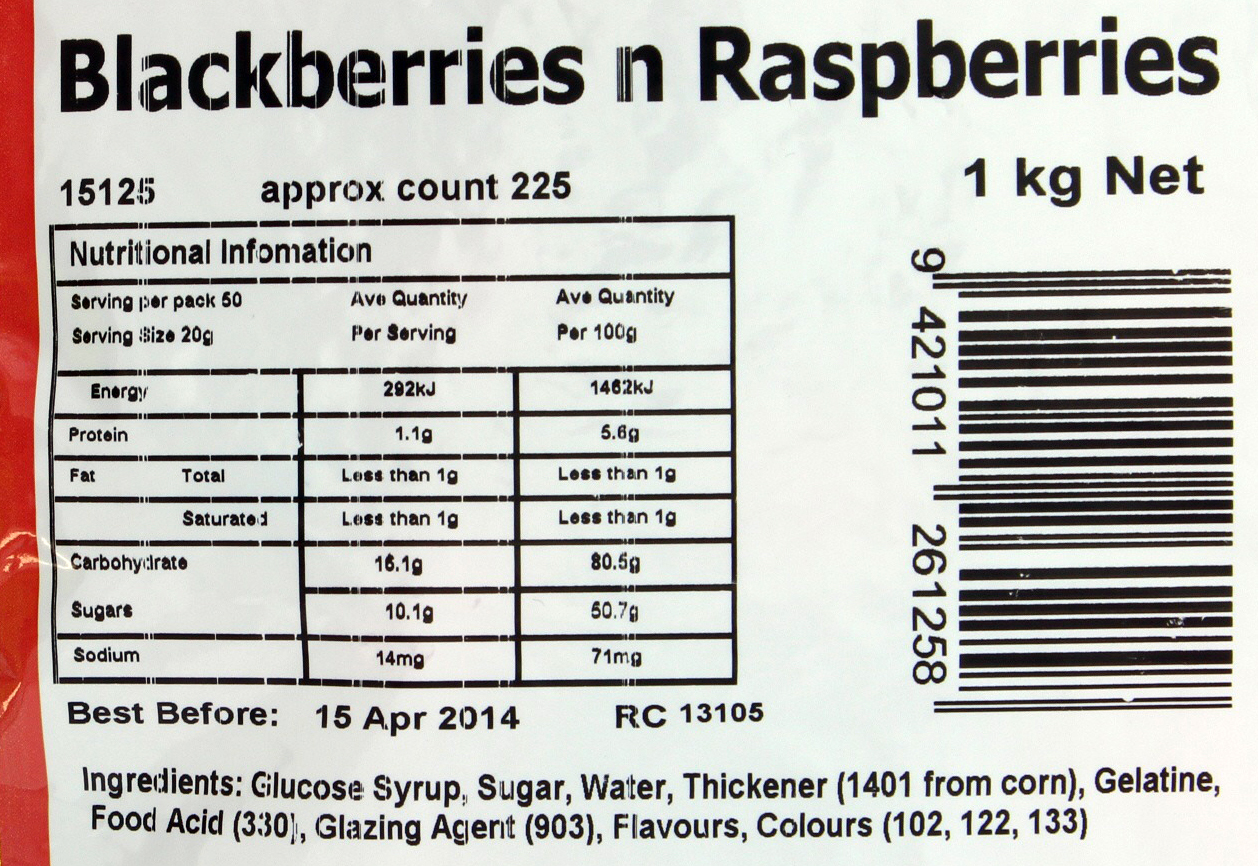 Blackberries n Raspberries
15125 approx count 225 1 kg Net
Nutritional Infomation
Serving per pack 50 Ave Quantity Ave Quantity
Serving Size 20g Per Serving Per 100g
Energy 292kJ 1462kJ
Protein 1.1g 5.6g
Fat Total Less than 1g Less than 1g
Saturated Less than 1g Less than 1g
Carbohydrate 16.1g 80.5g
Sugars 10.1g 50.7g
Sodium 14mg 71mg
9 421011 261258
Best Before: 15 Apr 2014 RC 13105
Ingredients: Glucose Syrup, Sugar, Water, Thickener (1401 from corn), Gelatine,
Food Acid (330), Glazing Agent (903), Flavours, Colours (102, 122, 133)